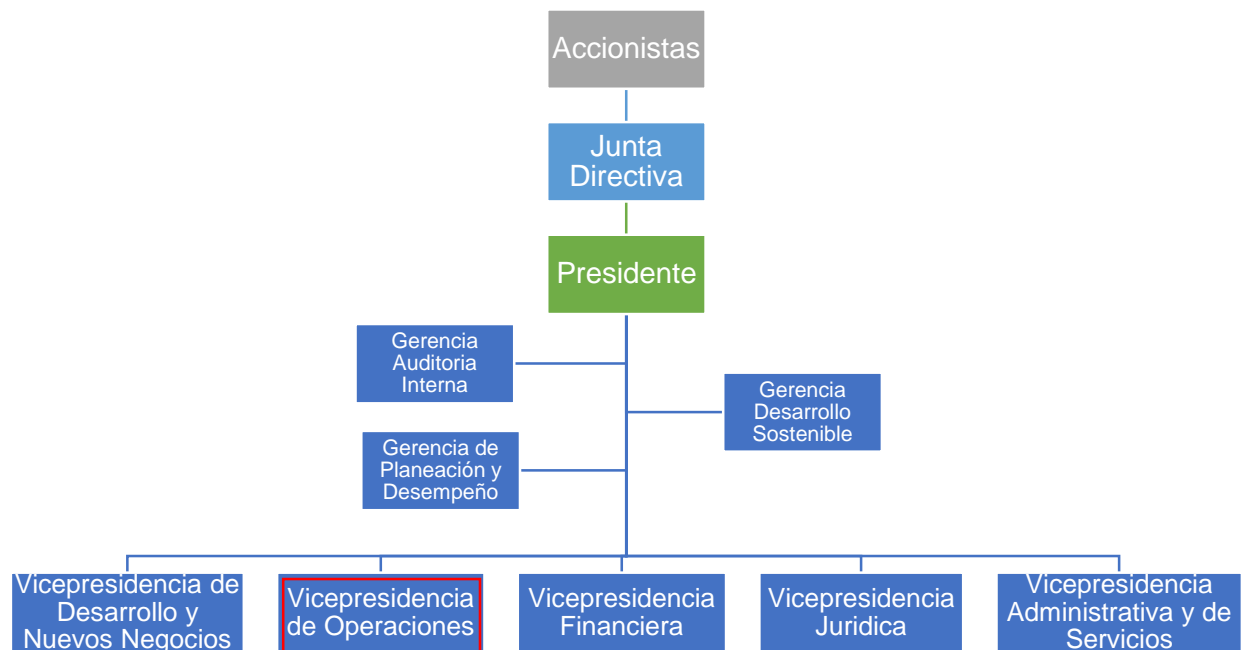 Accionistas
Junta
Directiva
Presidente
Gerencia
Auditoria
Interna
Gerencia
Desarrollo
Sostenible
Gerencia de
Planeación y
Desempeño
Vicepresidencia de
Desarrollo y
Nuevos Negocios
Vicepresidencia
de Operaciones
Vicepresidencia
Financiera
Vicepresidencia
Juridica
Vicepresidencia
Administrativa y de
Servicios